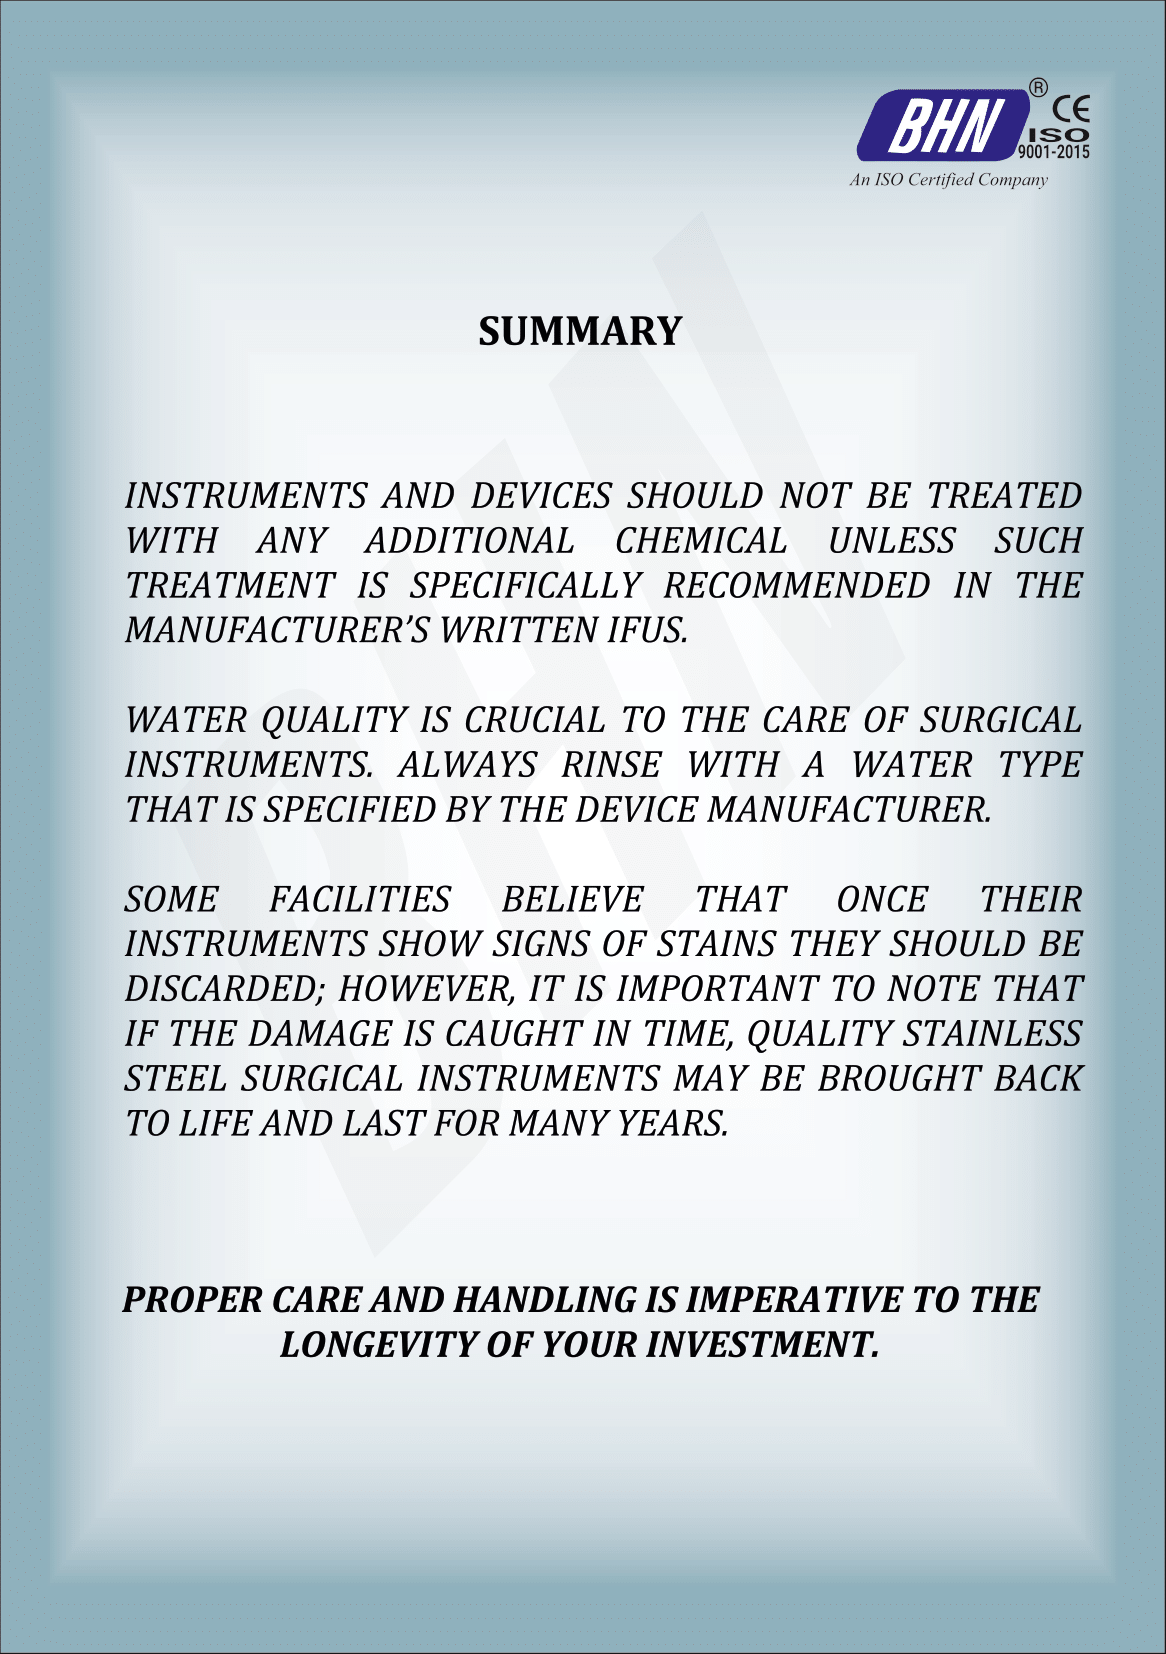 BHN ® CE
ISO
9001-2015
An ISO Certified Company
SUMMARY
INSTRUMENTS AND DEVICES SHOULD NOT BE TREATED
WITH ANY ADDITIONAL CHEMICAL UNLESS SUCH
TREATMENT IS SPECIFICALLY RECOMMENDED IN THE
MANUFACTURER’S WRITTEN IFUS.
WATER QUALITY IS CRUCIAL TO THE CARE OF SURGICAL
INSTRUMENTS. ALWAYS RINSE WITH A WATER TYPE
THAT IS SPECIFIED BY THE DEVICE MANUFACTURER.
SOME FACILITIES BELIEVE THAT ONCE THEIR
INSTRUMENTS SHOW SIGNS OF STAINS THEY SHOULD BE
DISCARDED; HOWEVER, IT IS IMPORTANT TO NOTE THAT
IF THE DAMAGE IS CAUGHT IN TIME, QUALITY STAINLESS
STEEL SURGICAL INSTRUMENTS MAY BE BROUGHT BACK
TO LIFE AND LAST FOR MANY YEARS.
PROPER CARE AND HANDLING IS IMPERATIVE TO THE
LONGEVITY OF YOUR INVESTMENT.
BHN